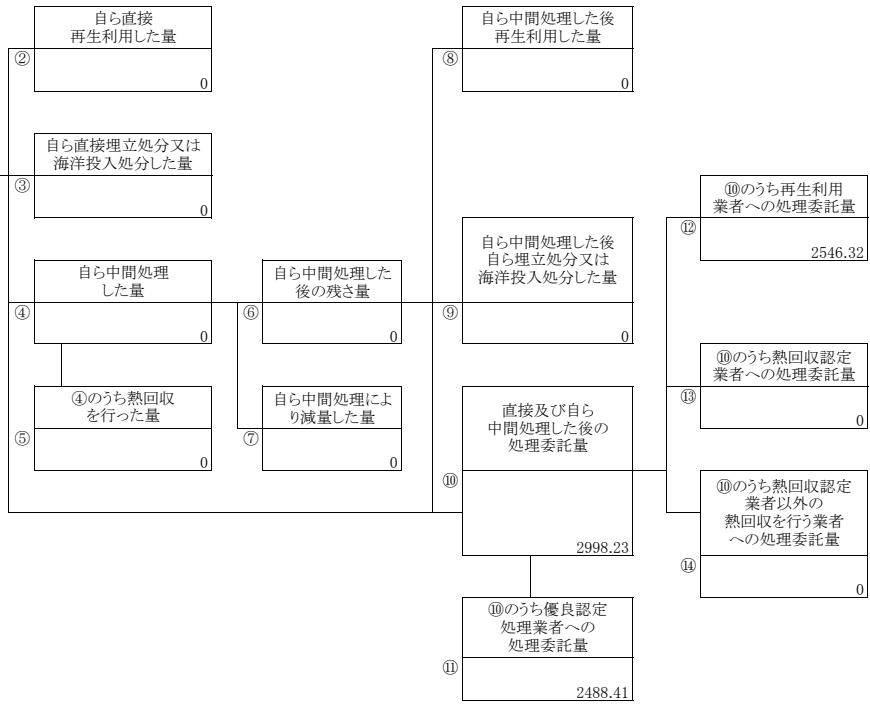 自ら直接
再生利用した量
②
0
自ら直接埋立処分又は
海洋投入処分した量
③
0
自ら中間処理
した量
④
0
④のうち熱回収
を行った量
⑤
0
自ら中間処理した
後の残さ量
⑥
0
自ら中間処理によ
り減量した量
⑦
0
自ら中間処理した後
再生利用した量
⑧
0
自ら中間処理した後
自ら埋立処分又は
海洋投入処分した量
⑨
0
直接及び自ら
中間処理した後の
処理委託量
⑩
2998.23
⑩のうち優良認定
処理業者への
処理委託量
⑪
2488.41
⑩のうち再生利用
業者への処理委託量
⑫
2546.32
⑩のうち熱回収認定
業者への処理委託量
⑬
0
⑩のうち熱回収認定
業者以外の
熱回収を行う業者
への処理委託量
⑭
0